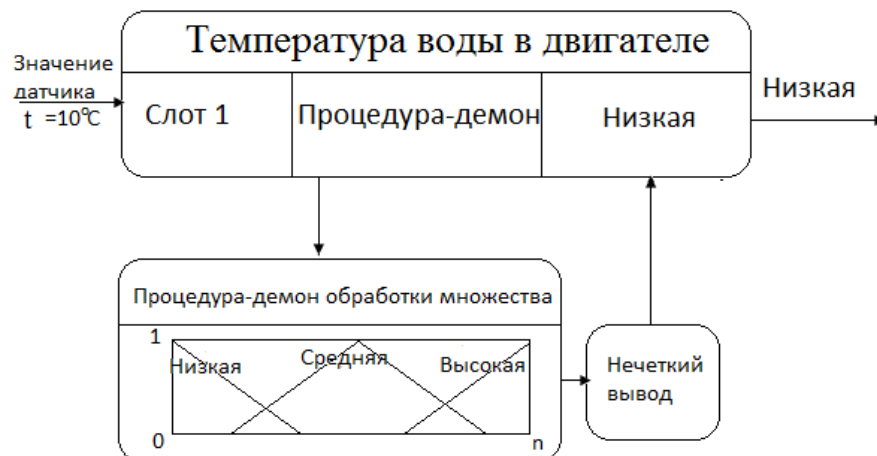 Температура воды в двигателе
Значение
датчика
t =10⁰C
Слот 1
Процедура-демон
Низкая
Низкая
Процедура-демон обработки множества
1
Низкая
Средняя
Высокая
0
n
Нечеткий
вывод